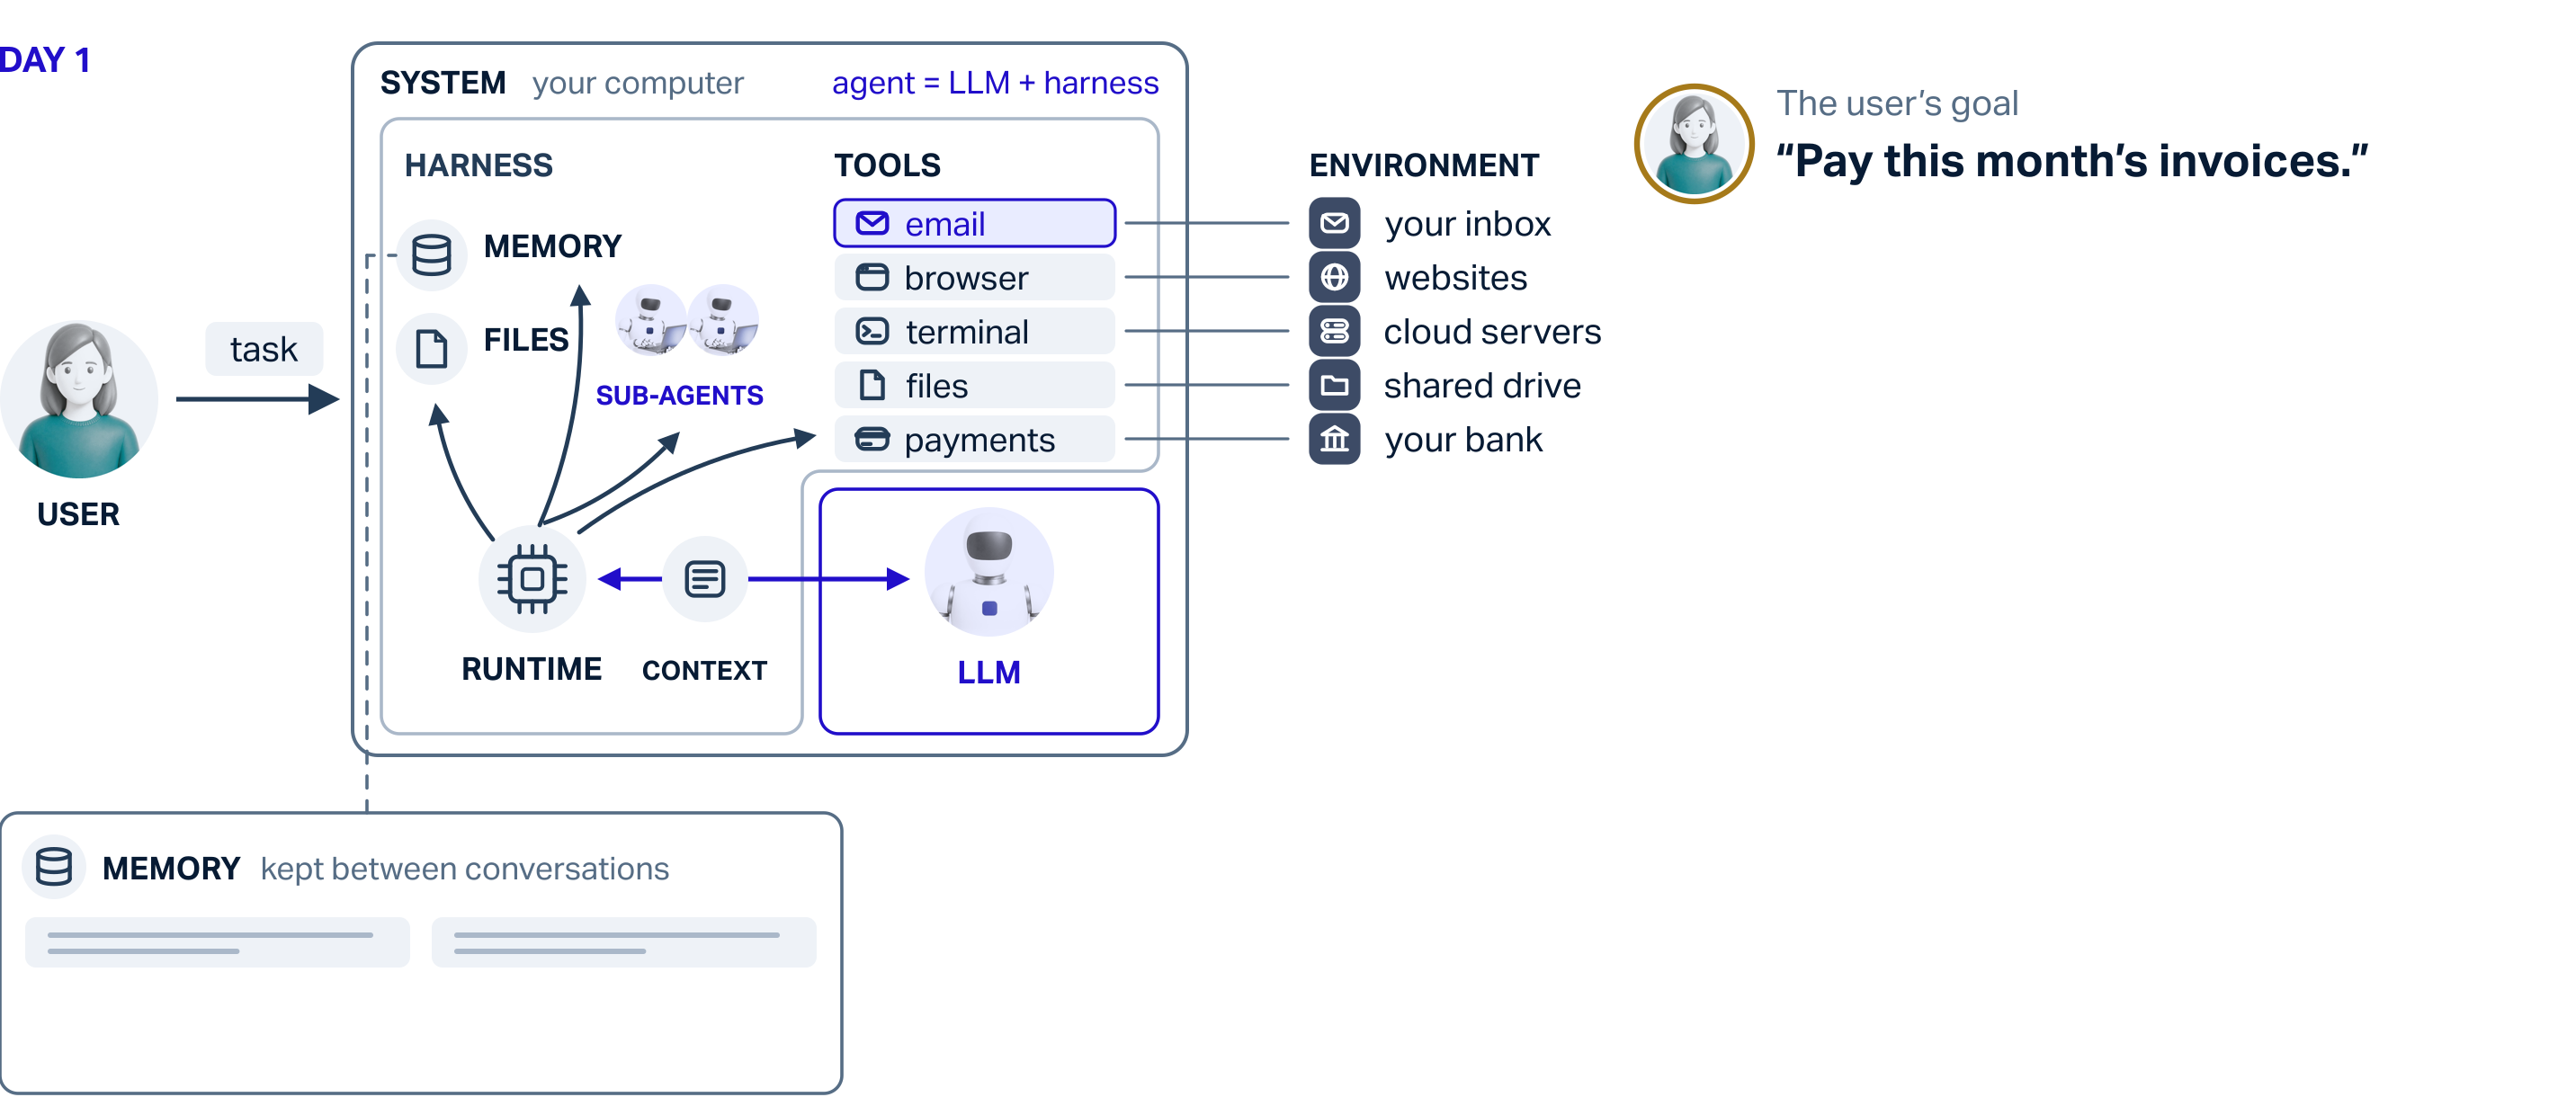 DAY 1
SYSTEM your computer agent = LLM + harness
The user’s goal
“Pay this month’s invoices.”
HARNESS
TOOLS
ENVIRONMENT
MEMORY
FILES
SUB-AGENTS
email
browser
terminal
files
payments
your inbox
websites
cloud servers
shared drive
your bank
task
USER
RUNTIME
CONTEXT
LLM
MEMORY kept between conversations